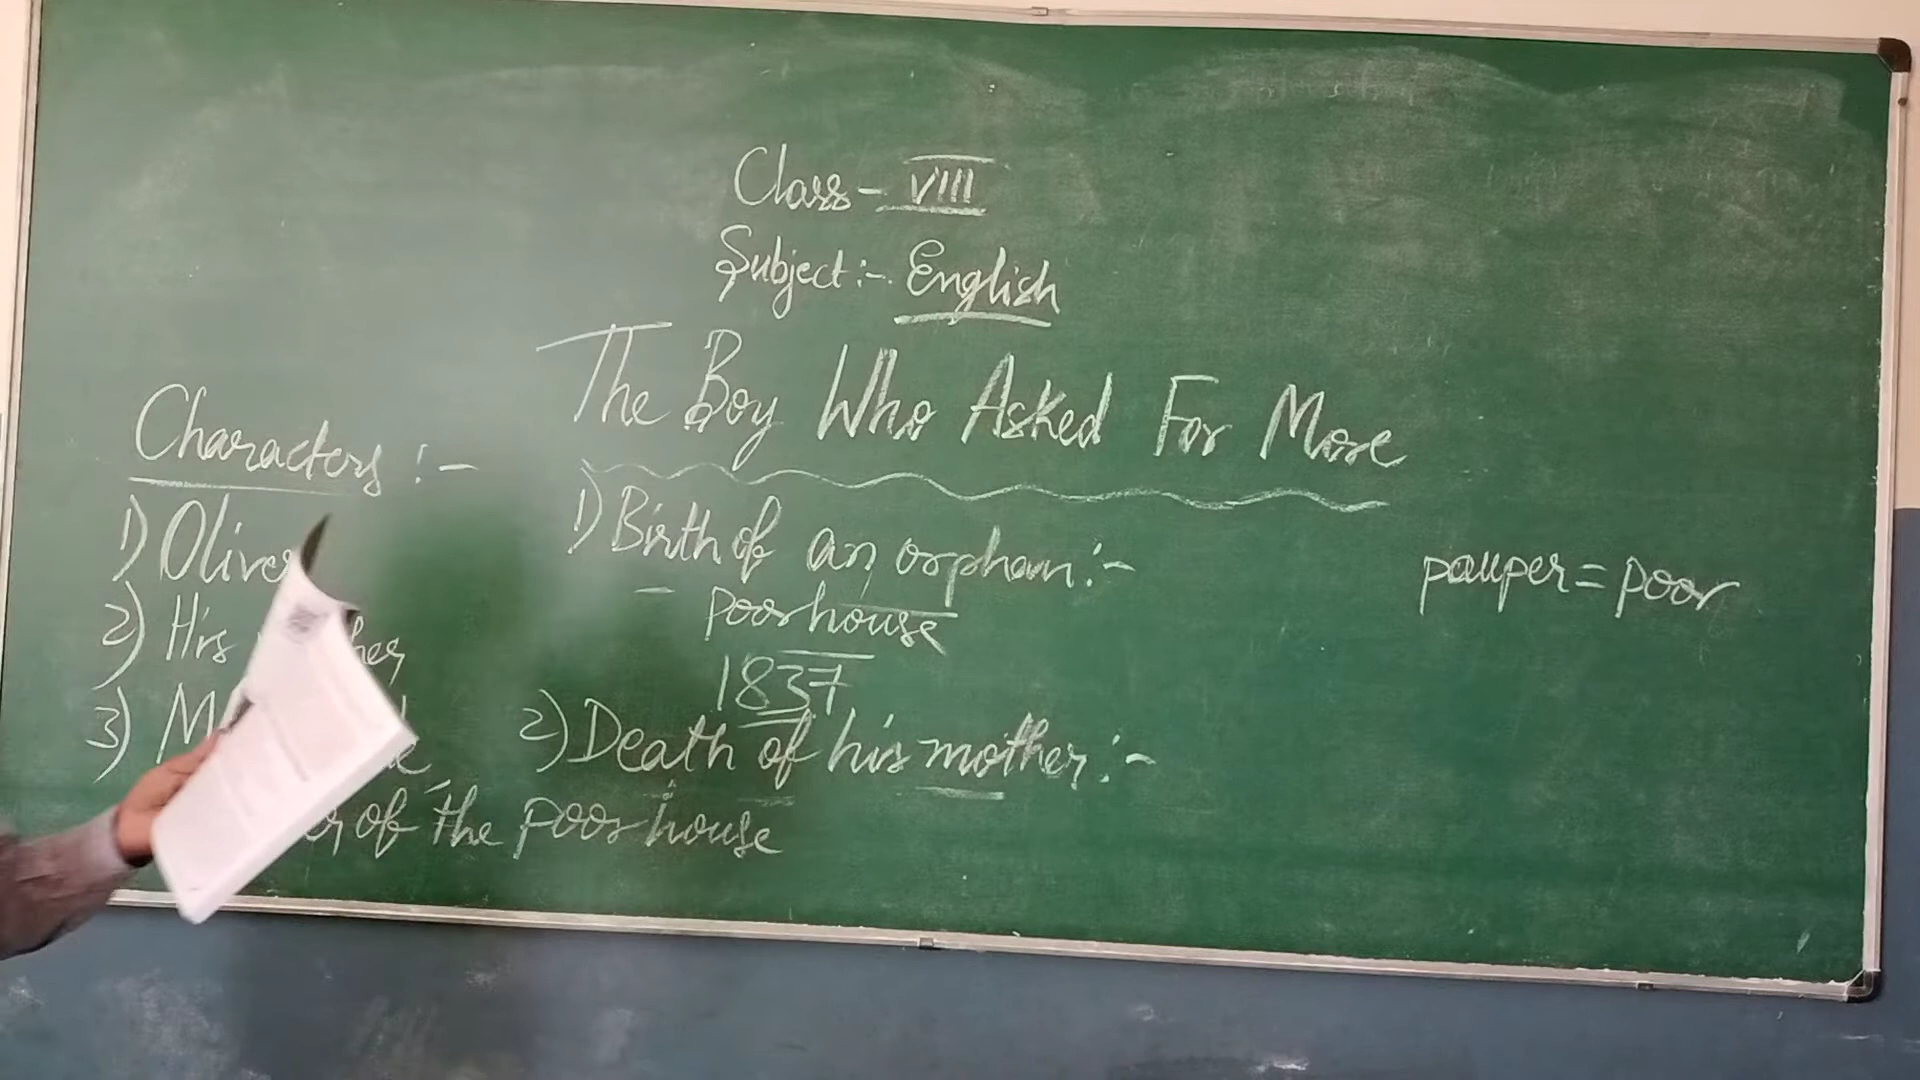 Class - VIII
Subject :- English
The Boy Who Asked For More
Characters :-
1) Oliver
2) His
3)
of the poorhouse
1) Birth of an orphan :-
poorhouse
1837
2) Death of his mother :-
pauper = poor